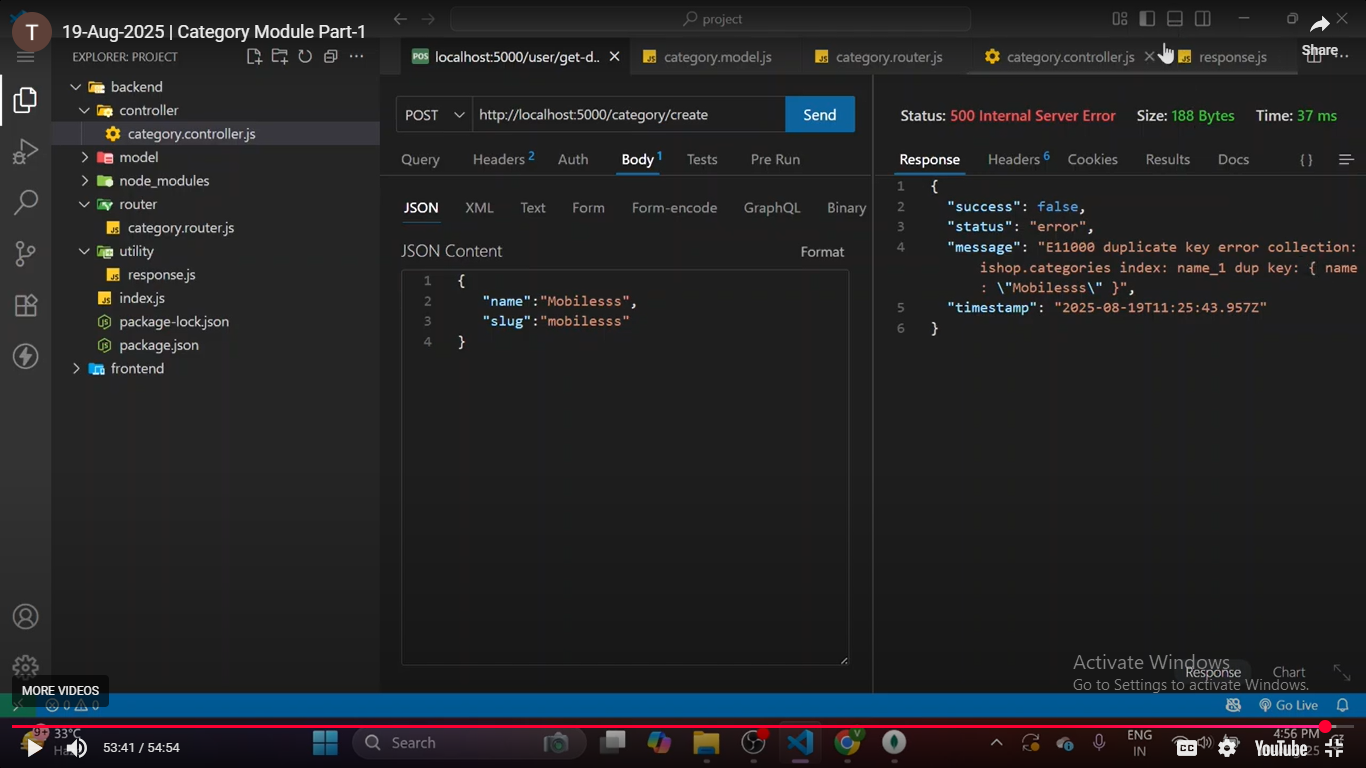 T
19-Aug-2025 | Category Module Part-1
project
Share
EXPLORER: PROJECT
backend
controller
category.controller.js
model
node_modules
router
category.router.js
utility
response.js
index.js
package-lock.json
package.json
frontend
POS localhost:5000/user/get-d..
JS category.model.js
JS category.router.js
category.controller.js
JS response.js
POST
http://localhost:5000/category/create
Send
Query
Headers 2
Auth
Body 1
Tests
Pre Run
JSON
XML
Text
Form
Form-encode
GraphQL
Binary
JSON Content
Format
1 {
2 "name":"Mobilesss",
3 "slug":"mobilesss"
4 }
Status: 500 Internal Server Error
Size: 188 Bytes
Time: 37 ms
Response
Headers 6
Cookies
Results
Docs
{ }
1 {
2 "success": false,
3 "status": "error",
4 "message": "E11000 duplicate key error collection:
ishop.categories index: name_1 dup key: { name
: \"Mobilesss\" }",
5 "timestamp": "2025-08-19T11:25:43.957Z"
6 }
Activate Windows
Go to Settings to activate Windows.
Response
Chart
MORE VIDEOS
0 0
Go Live
9+
33°C
53:41 / 54:54
Search
ENG
IN
4:56 PM
CC
YouTube